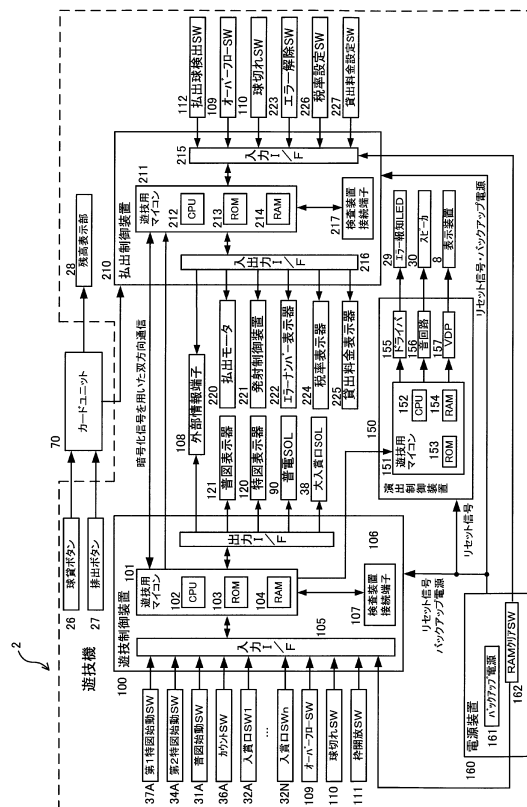 2
遊技機
球貸ボタン
26
排出ボタン
27
カードユニット
70
残高表示部
28
暗号化信号を用いた双方向通信
遊技制御装置
100
遊技用マイコン
101
CPU
102
ROM
103
RAM
104
入力I/F
105
出力I/F
106
検査装置接続端子
107
第1特図始動SW
37A
第2特図始動SW
34A
普図始動SW
31A
カウントSW
36A
入賞口SW1
32A
…
入賞口SWn
32N
オーバーフローSW
109
球切れSW
110
枠開放SW
111
外部情報端子
108
普図表示器
121
特図表示器
120
普電SOL
90
大入賞口SOL
38
払出制御装置
210
遊技用マイコン
211
CPU
212
ROM
213
RAM
214
入力I/F
215
入出力I/F
216
検査装置接続端子
217
払出球検出SW
112
オーバーフローSW
109
球切れSW
110
エラー解除SW
223
税率設定SW
226
貸出料金設定SW
227
払出モータ
220
発射制御装置
221
エラーナンバー表示器
222
税率表示器
224
貸出料金表示器
225
演出制御装置
150
遊技用マイコン
151
CPU
152
ROM
153
RAM
154
ドライバ
155
音回路
156
VDP
157
エラー報知LED
29
スピーカ
30
表示装置
8
リセット信号
リセット信号
バックアップ電源
リセット信号・バックアップ電源
電源装置
160
バックアップ電源
161
RAMクリアSW
162